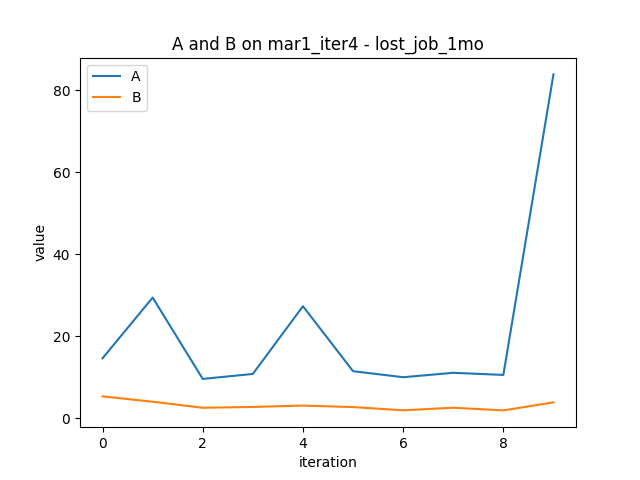 A and B on mar1_iter4 - lost_job_1mo
A
B
value
80
60
40
20
0
0 2 4 6 8
iteration